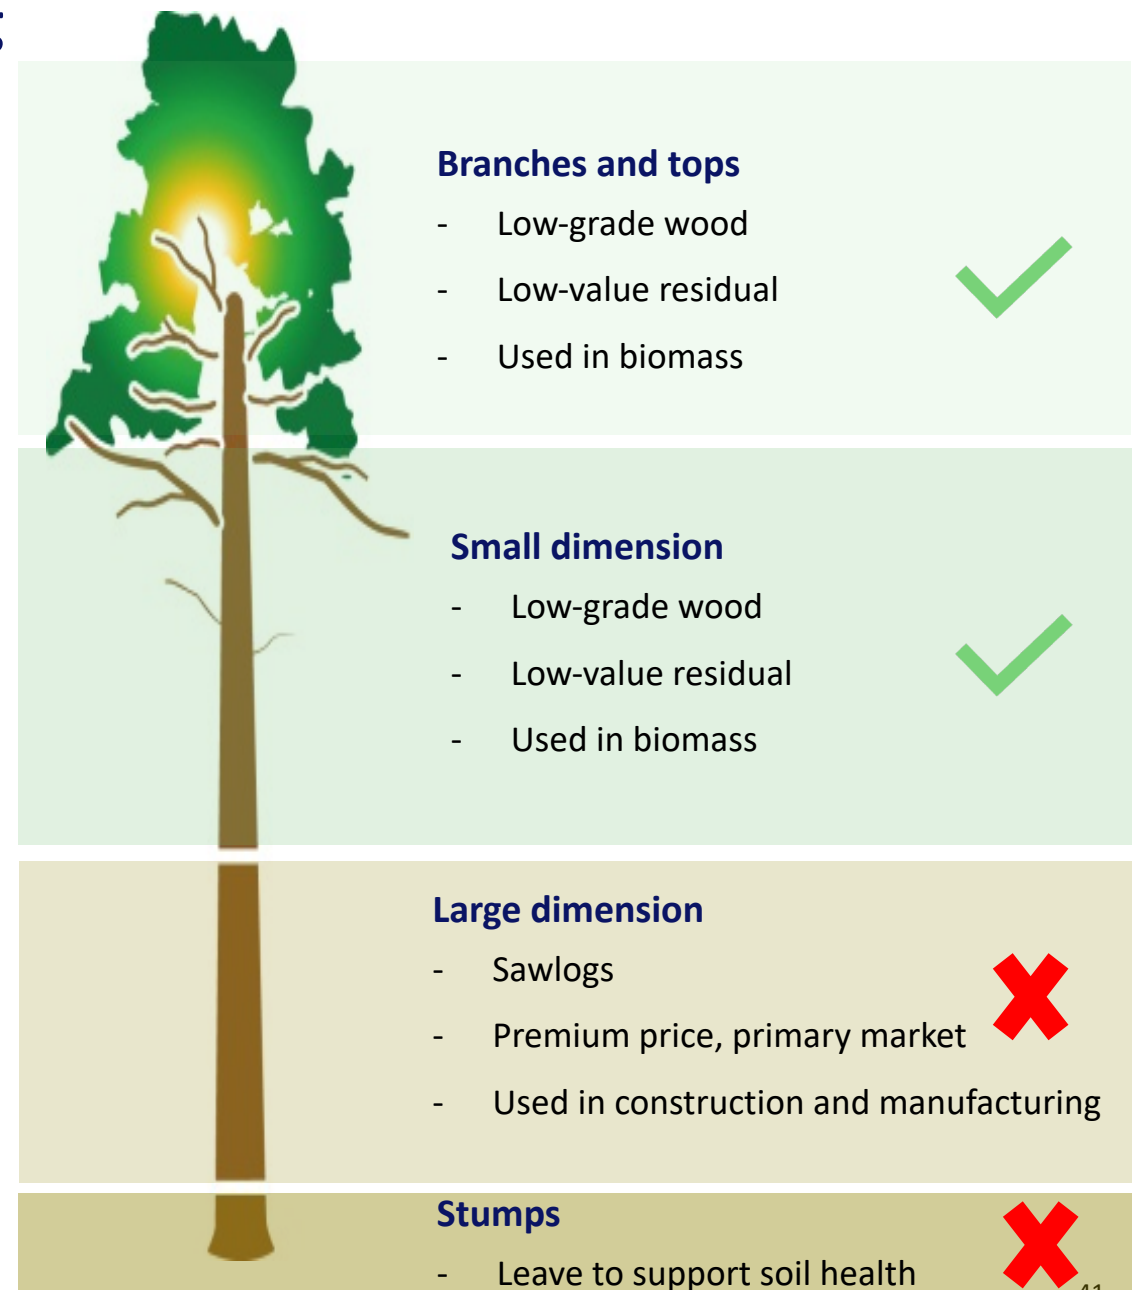 Branches and tops
- Low-grade wood
- Low-value residual
- Used in biomass
Small dimension
- Low-grade wood
- Low-value residual
- Used in biomass
Large dimension
- Sawlogs
- Premium price, primary market
- Used in construction and manufacturing
Stumps
- Leave to support soil health